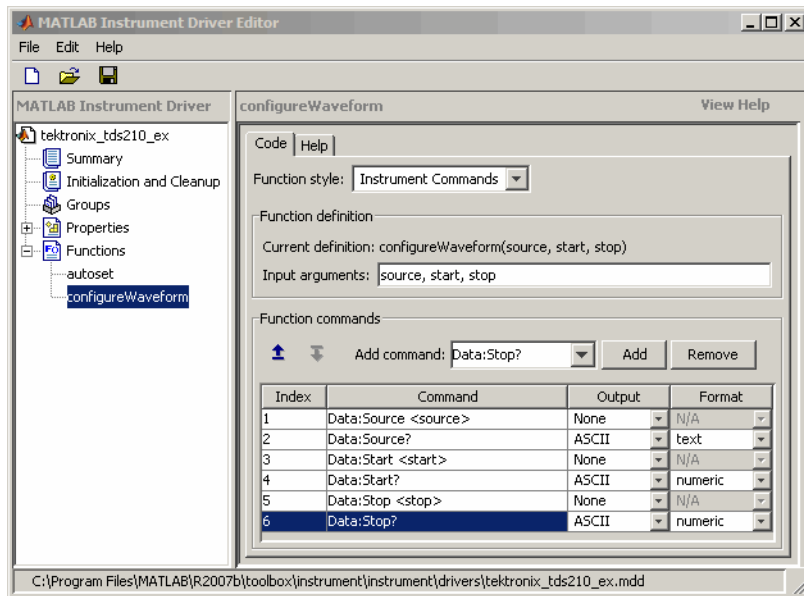 MATLAB Instrument Driver Editor
File Edit Help
MATLAB Instrument Driver
configureWaveform View Help
tektronix_tds210_ex
Summary
Initialization and Cleanup
Groups
Properties
Functions
autoset
configureWaveform
Code Help
Function style: Instrument Commands
Function definition
Current definition: configureWaveform(source, start, stop)
Input arguments: source, start, stop
Function commands
Add command: Data:Stop? Add Remove
Index Command Output Format
1 Data:Source <source> None N/A
2 Data:Source? ASCII text
3 Data:Start <start> None N/A
4 Data:Start? ASCII numeric
5 Data:Stop <stop> None N/A
6 Data:Stop? ASCII numeric
C:\Program Files\MATLAB\R2007b\toolbox\instrument\instrument\drivers\tektronix_tds210_ex.mdd